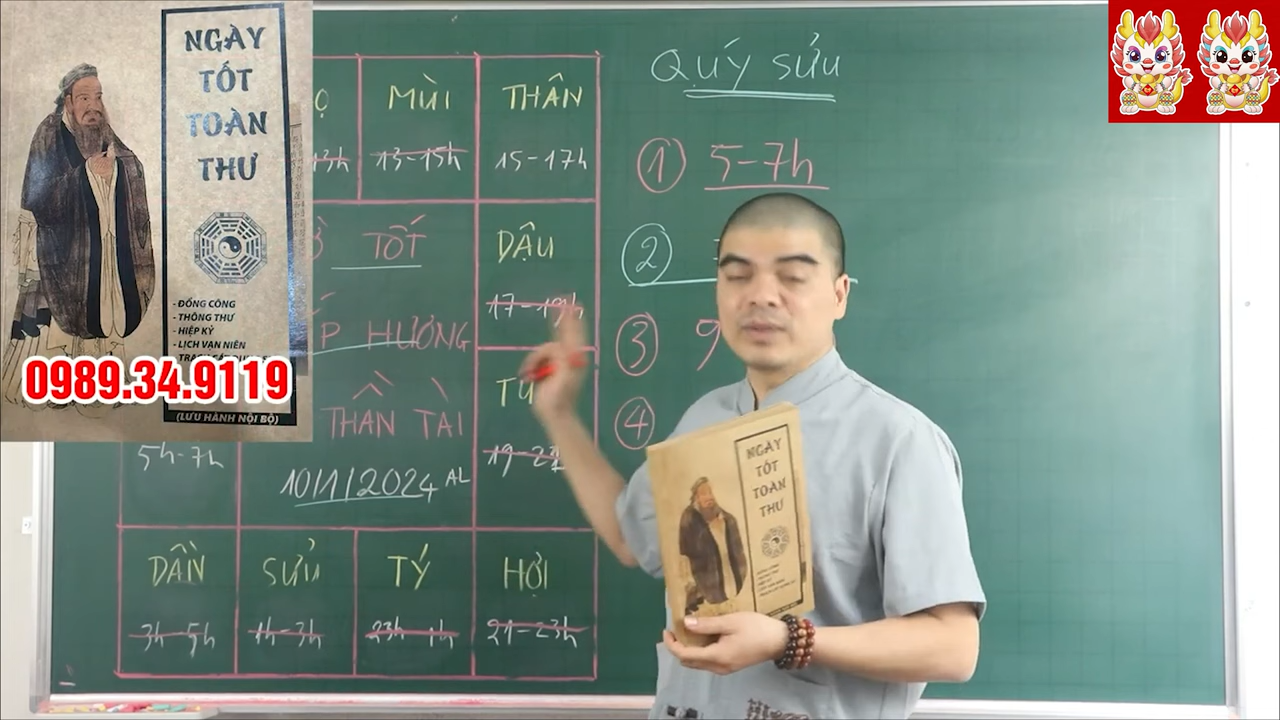 NGÀY
TỐT
TOÀN
THƯ
- ĐỔNG CÔNG
- THÔNG THƯ
- HIỆP KỶ
- LỊCH VẠN NIÊN
0989.34.9119
(LƯU HÀNH NỘI BỘ)
MÙI
THÂN
13h
13-15h
15-17h
TỐT
DẬU
17-19h
HƯƠNG
THẦN TÀI
5h-7h
10/1/2024 AL
DẦN
SỬU
TÝ
HỢI
3h-5h
1h-3h
23h-1h
21-23h
QUÝ SỬU
① 5-7h
②
③ 9
④
NGÀY
TỐT
TOÀN
THƯ